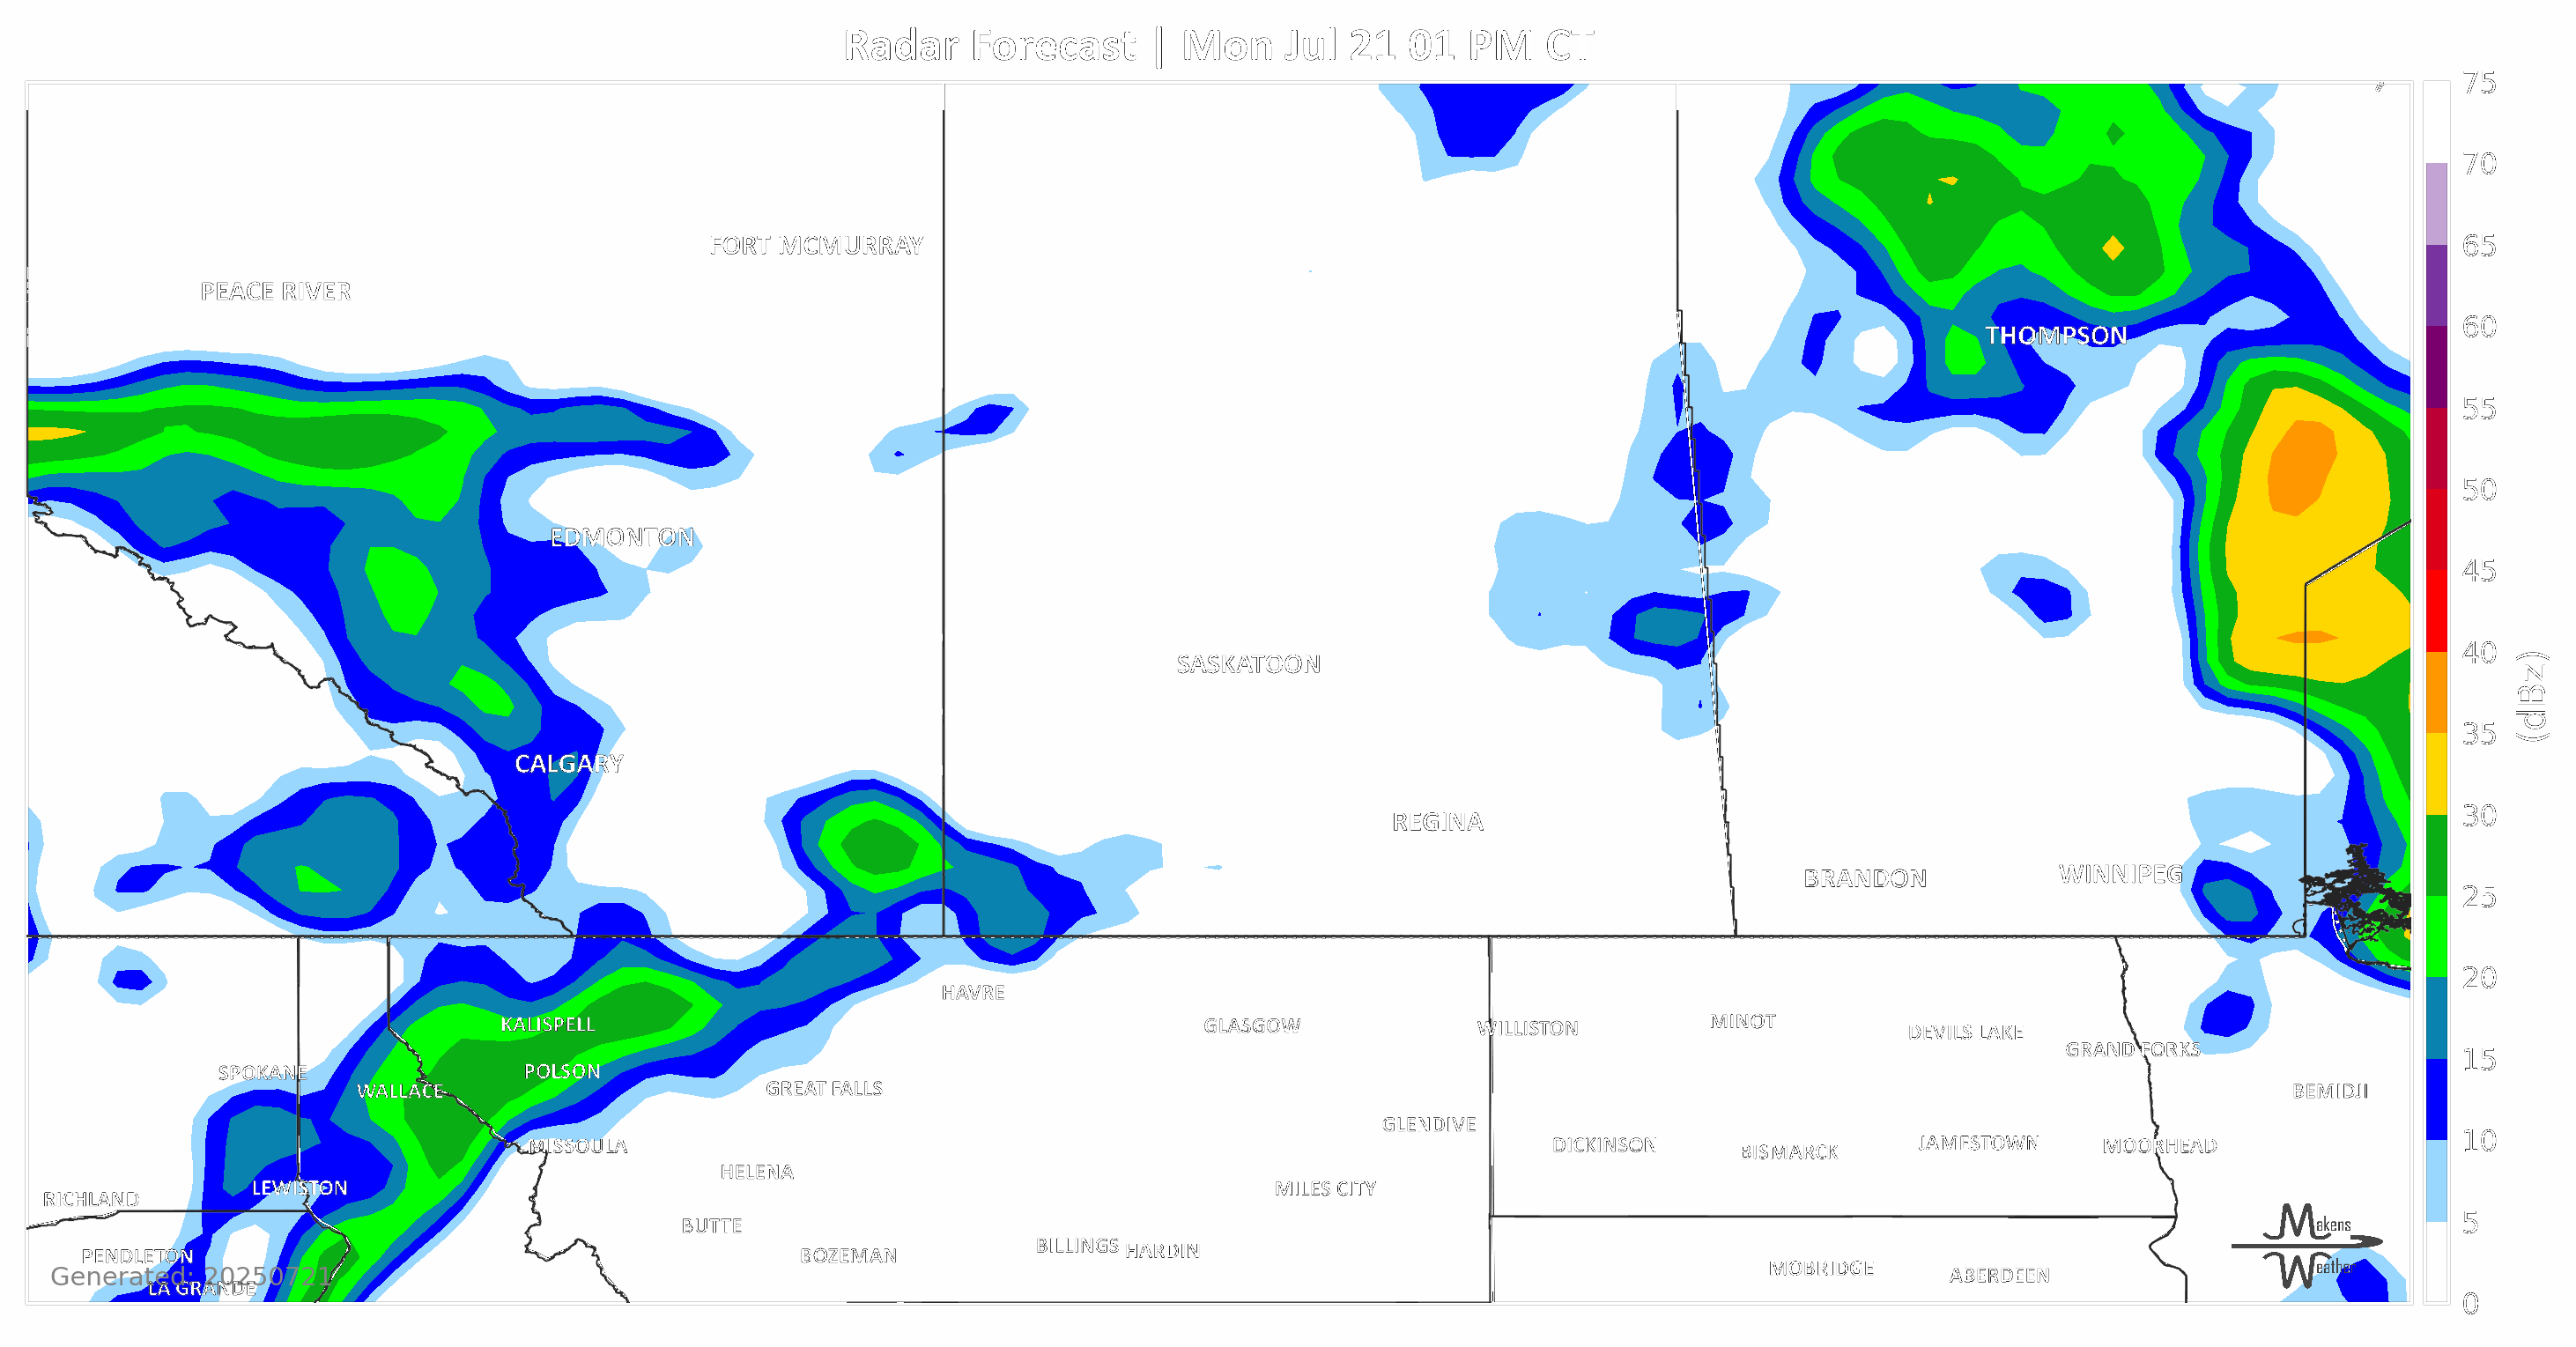 Radar Forecast | Mon Jul 21 01 PM CT
75
70
FORT MCMURRAY
65
PEACE RIVER
60
THOMPSON
55
50
EDMONTON
45
SASKATOON
40
(dBz)
35
CALGARY
30
REGINA
WINNIPEG
BRANDON
25
20
HAVRE
KALISPELL
GLASGOW
WILLISTON
MINOT
DEVILS LAKE
GRAND FORKS
15
SPOKANE
POLSON
WALLACE
GREAT FALLS
BEMIDJI
GLENDIVE
10
MISSOULA
DICKINSON
BISMARCK
JAMESTOWN
MOORHEAD
HELENA
LEWISTON
MILES CITY
RICHLAND
5
BUTTE
Makens
PENDLETON
BOZEMAN
BILLINGS
HARDIN
Weather
MOBRIDGE
ABERDEEN
Generated: 20250721
LA GRANDE
0